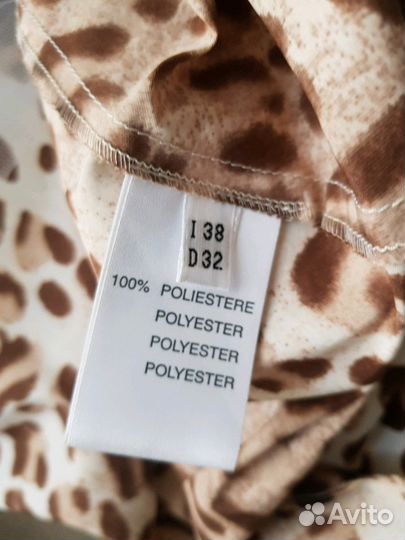 I 38
D 32
100% POLIESTERE
POLYESTER
POLYESTER
POLYESTER
Avito